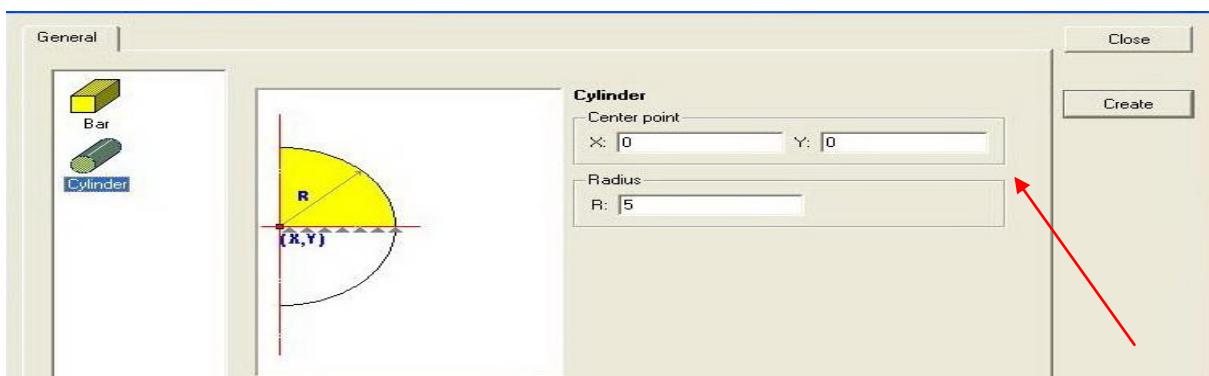 General
Close
Create
Bar
Cylinder
Cylinder
Center point
X: 0 Y: 0
Radius
R: 5
R
(X,Y)